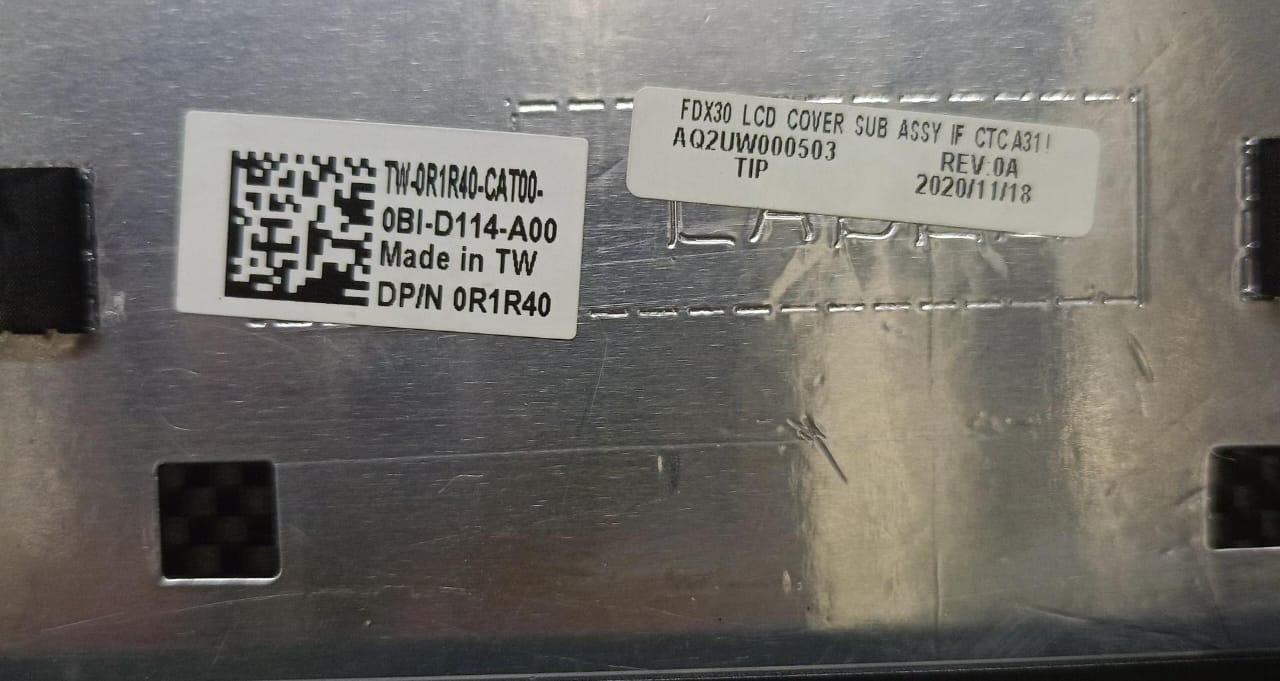 TW-0R1R40-CAT00-
0BI-D114-A00
Made in TW
DP/N 0R1R40
FDX30 LCD COVER SUB ASSY IF CTC A31!
AQ2UW000503
REV:0A
TIP
2020/11/18
LABEL